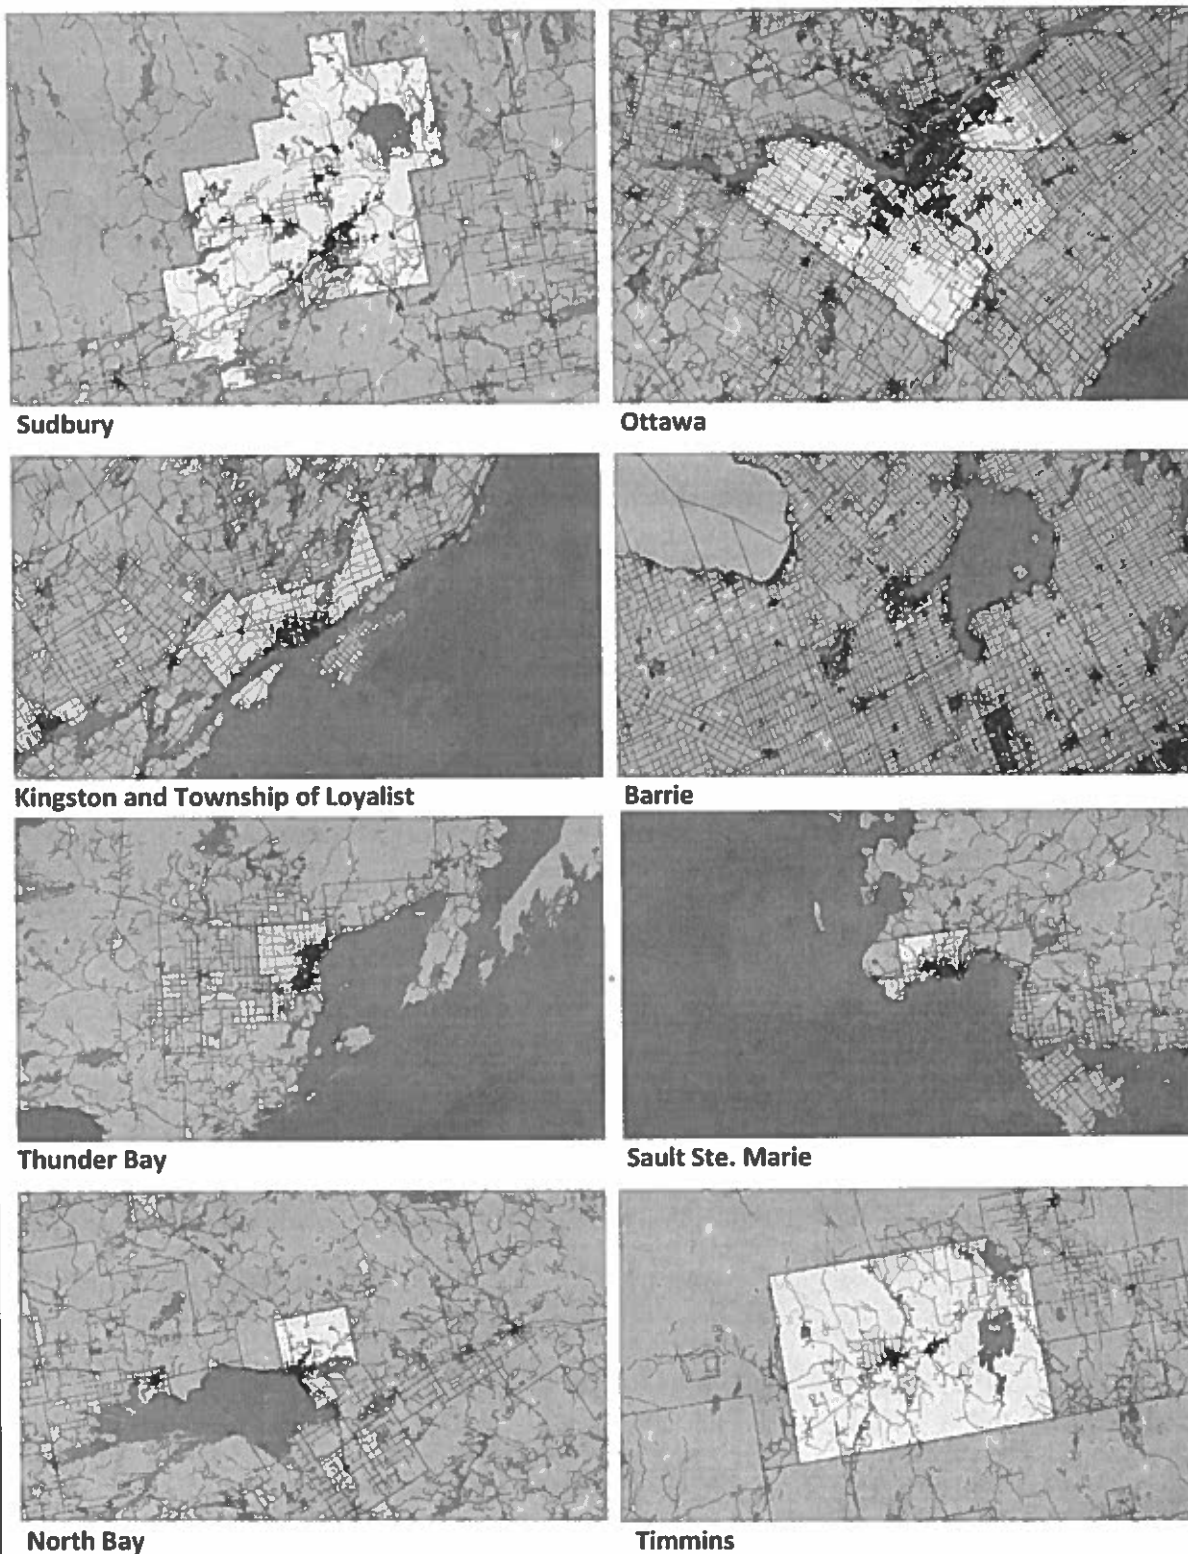 Sudbury
Ottawa
Kingston and Township of Loyalist
Barrie
Thunder Bay
Sault Ste. Marie
North Bay
Timmins